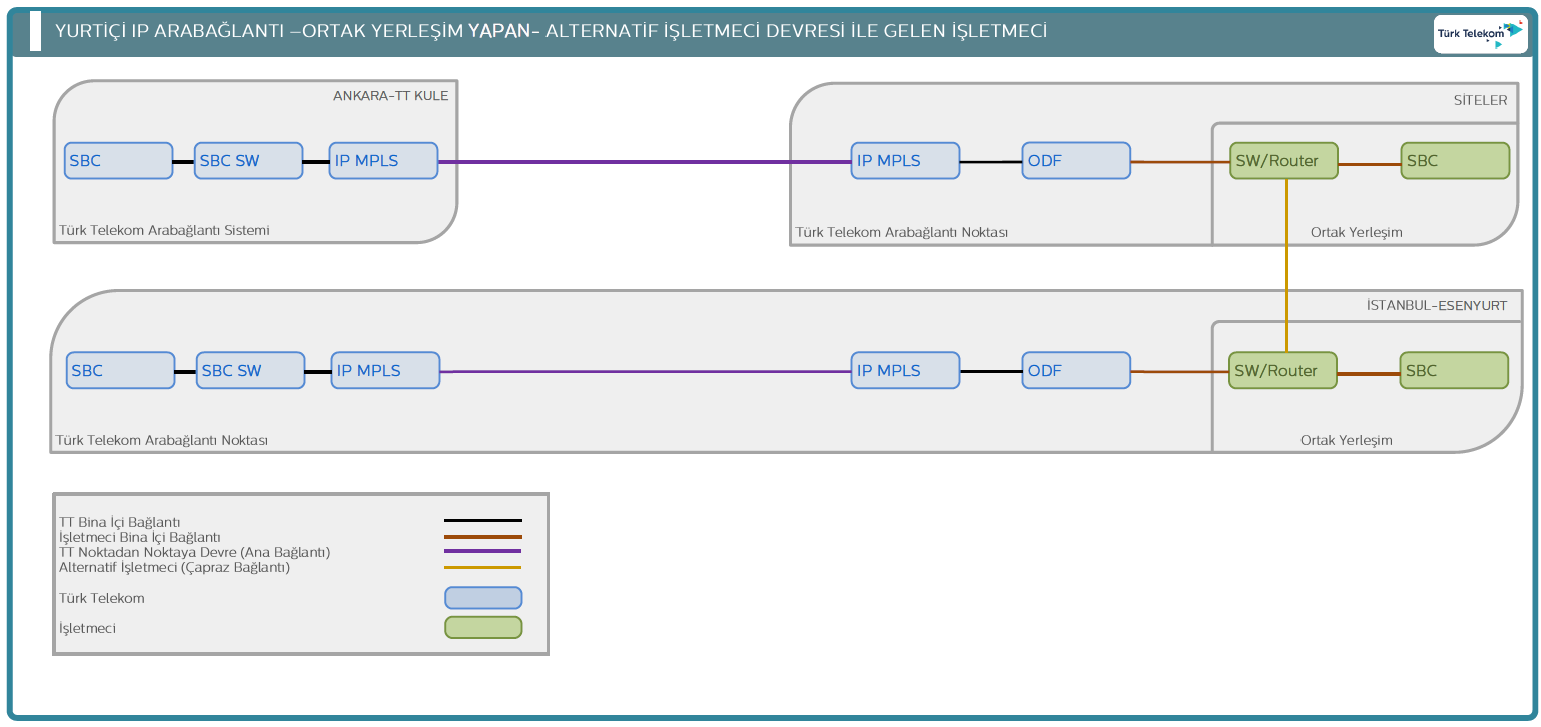 YURTİÇİ IP ARABAĞLANTI –ORTAK YERLEŞİM YAPAN- ALTERNATİF İŞLETMECİ DEVRESİ İLE GELEN İŞLETMECİ
Türk Telekom
ANKARA-TT KULE
SBC
SBC SW
IP MPLS
Türk Telekom Arabağlantı Sistemi
SİTELER
IP MPLS
ODF
SW/Router
SBC
Türk Telekom Arabağlantı Noktası
Ortak Yerleşim
İSTANBUL-ESENYURT
SBC
SBC SW
IP MPLS
IP MPLS
ODF
SW/Router
SBC
Türk Telekom Arabağlantı Noktası
Ortak Yerleşim
TT Bina İçi Bağlantı
İşletmeci Bina İçi Bağlantı
TT Noktadan Noktaya Devre (Ana Bağlantı)
Alternatif İşletmeci (Çapraz Bağlantı)
Türk Telekom
İşletmeci